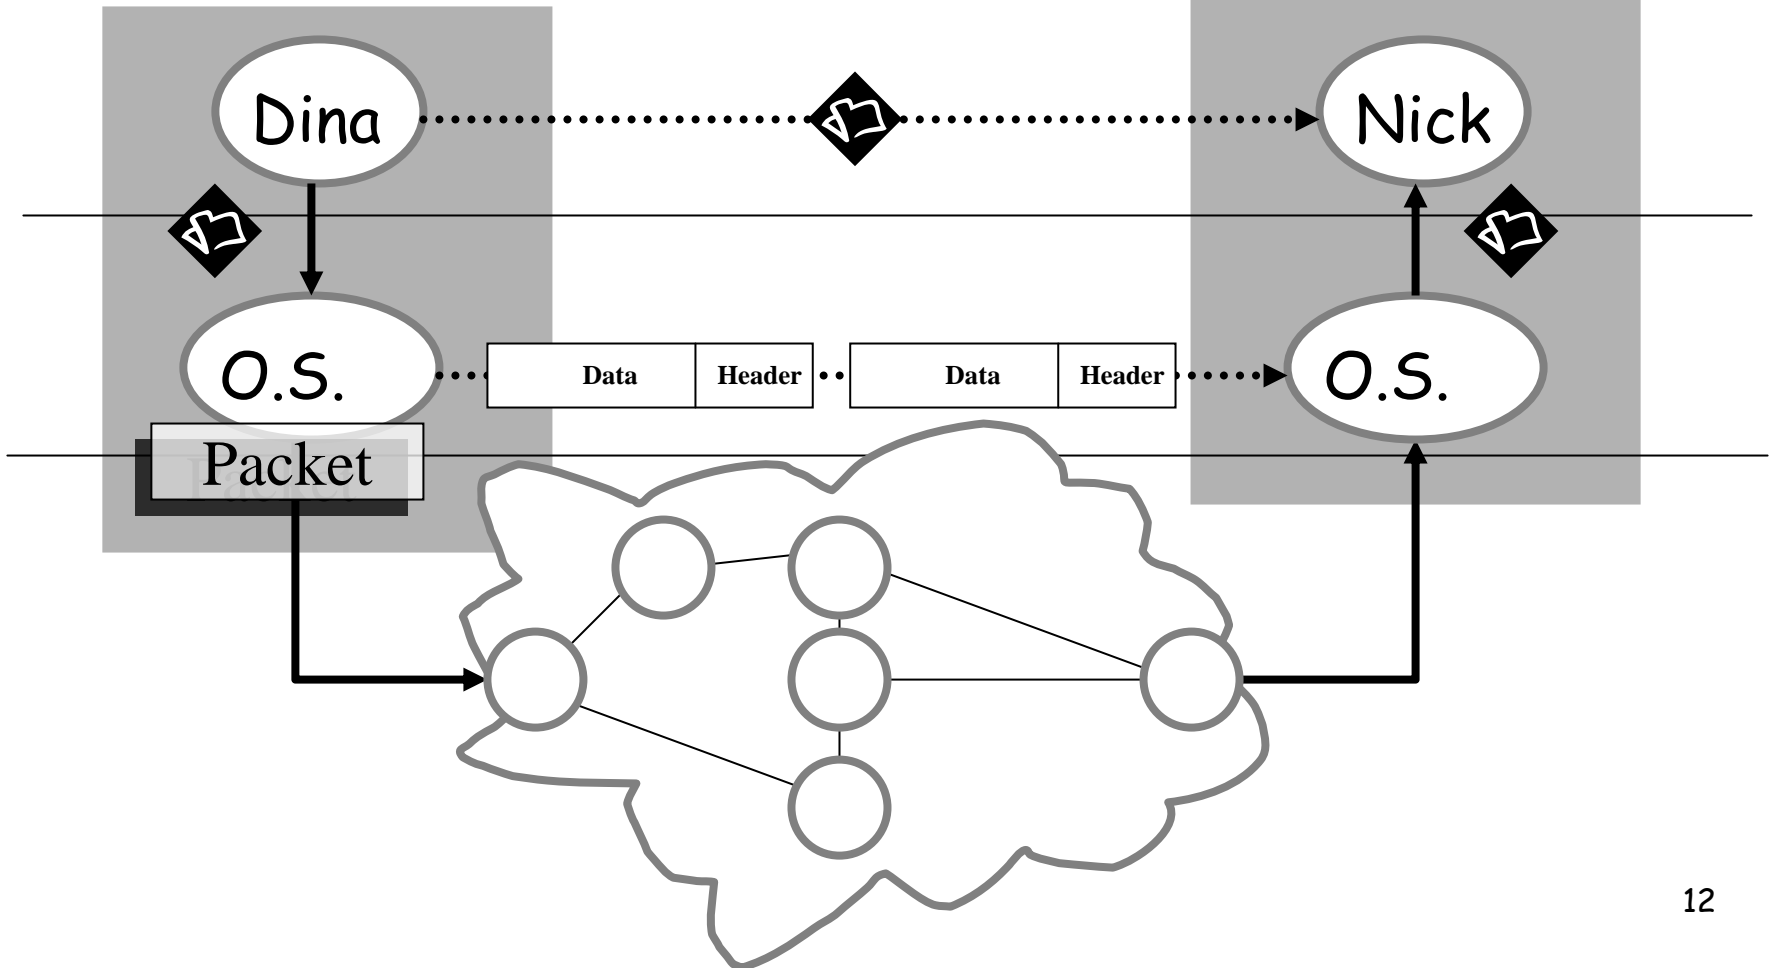 Dina
Nick
O.S.
Data Header
Data Header
O.S.
Packet
12